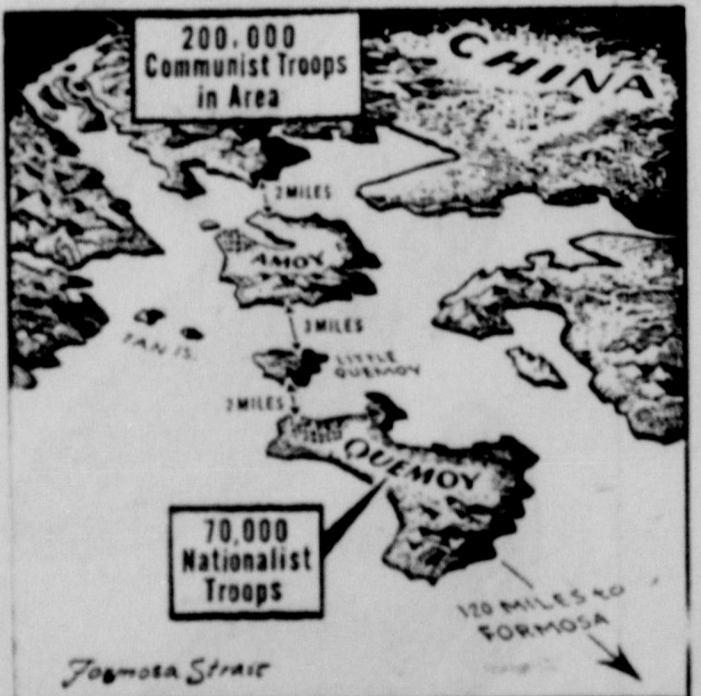 200,000
Communist Troops
in Area
CHINA
2 MILES
AMOY
3 MILES
TAN IS.
LITTLE
QUEMOY
2 MILES
QUEMOY
70,000
Nationalist
Troops
120 MILES to
FORMOSA
Formosa Strait